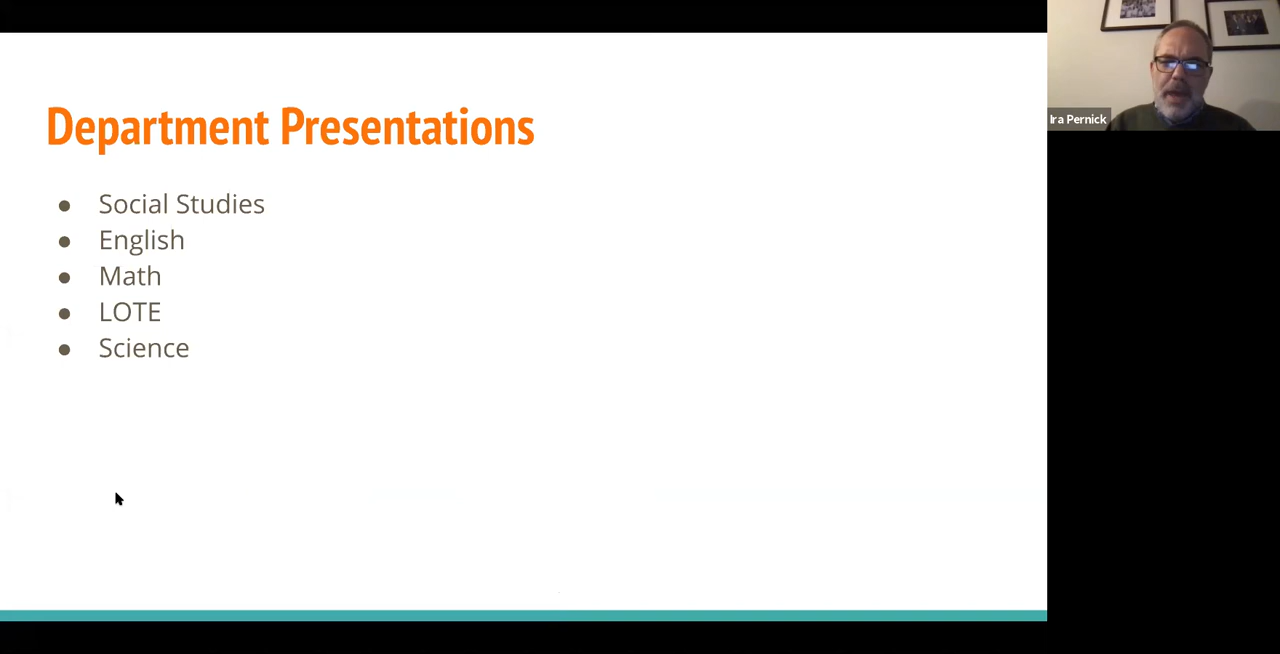 Department Presentations
Social Studies
English
Math
LOTE
Science
Ira Pernick